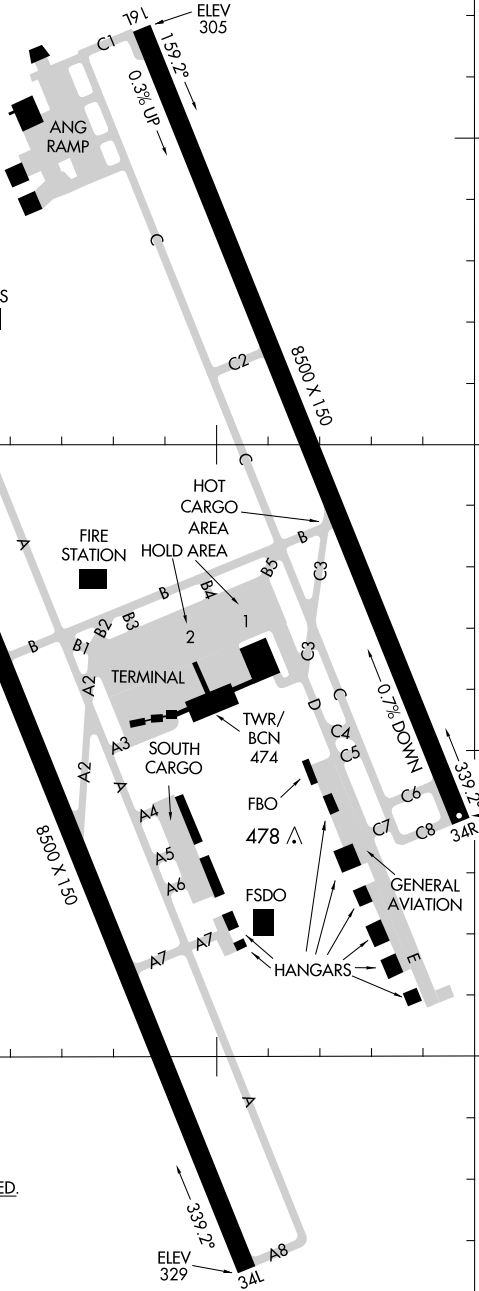 ELEV
305
16L
C1
159.2°
0.3% UP
ANG
RAMP
C
S
C2
8500 X 150
C
HOT
CARGO
AREA
HOLD AREA
FIRE
STATION
A
B
B5
C3
B
B4
B3
B2
B1
B
1
2
C3
TERMINAL
A2
D
C
0.7% DOWN
TWR/
BCN
474
C4
C5
A3
SOUTH
CARGO
A2
A
FBO
C6
339.2°
A4
478
C7
C8
34R
8500 X 150
A5
A6
GENERAL
AVIATION
FSDO
A7
A7
HANGARS
E
A
ED.
339.2°
ELEV
329
A8
34L